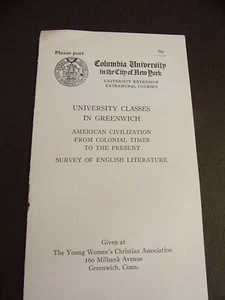 Please post
Columbia University
in the City of New York
UNIVERSITY EXTENSION
EXTRAMURAL COURSES
UNIVERSITY CLASSES
IN GREENWICH
AMERICAN CIVILIZATION
FROM COLONIAL TIMES
TO THE PRESENT
SURVEY OF ENGLISH LITERATURE
Given at
The Young Women's Christian Association
160 Milbank Avenue
Greenwich, Conn.